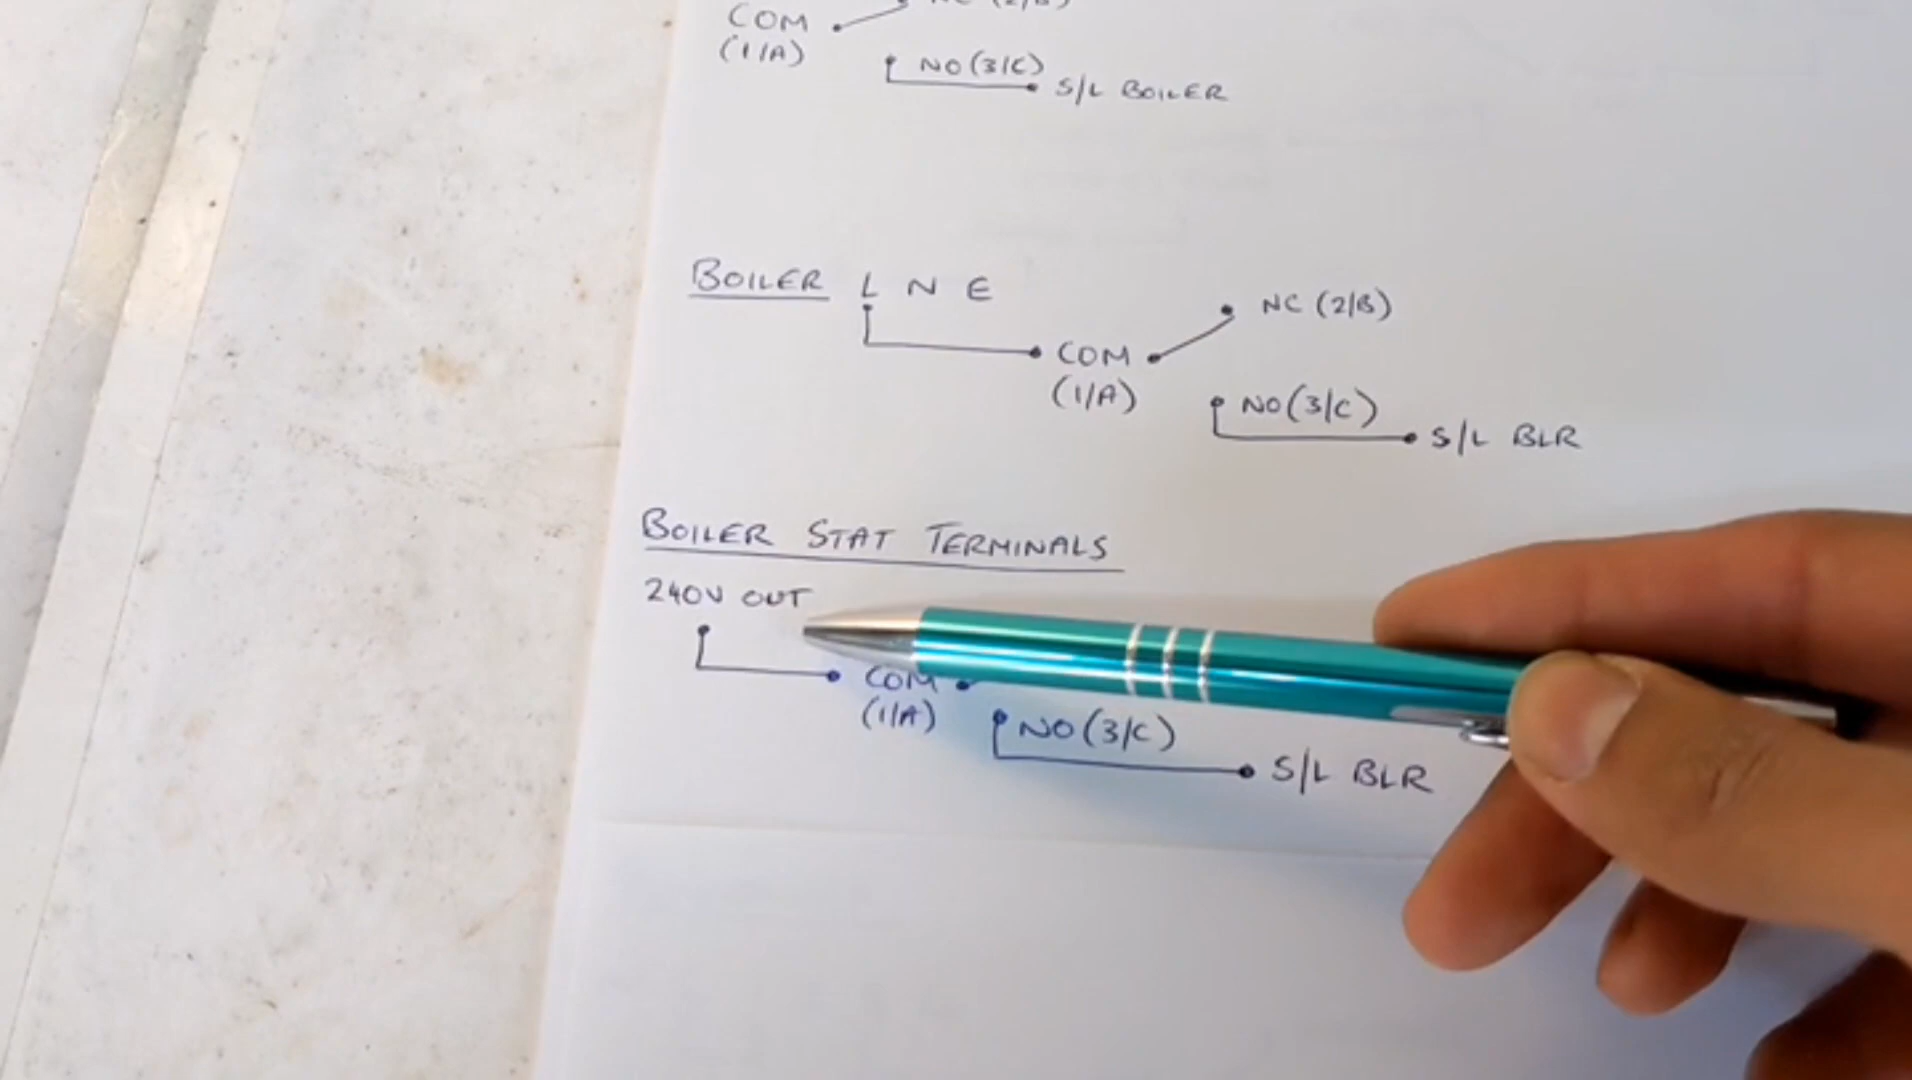 COM
(1/A)
NO (3/C)
S/L BOILER
BOILER L N E
NC (2/B)
COM
(1/A)
NO (3/C)
S/L BLR
BOILER STAT TERMINALS
240V OUT
COM
(1/A)
NO (3/C)
S/L BLR